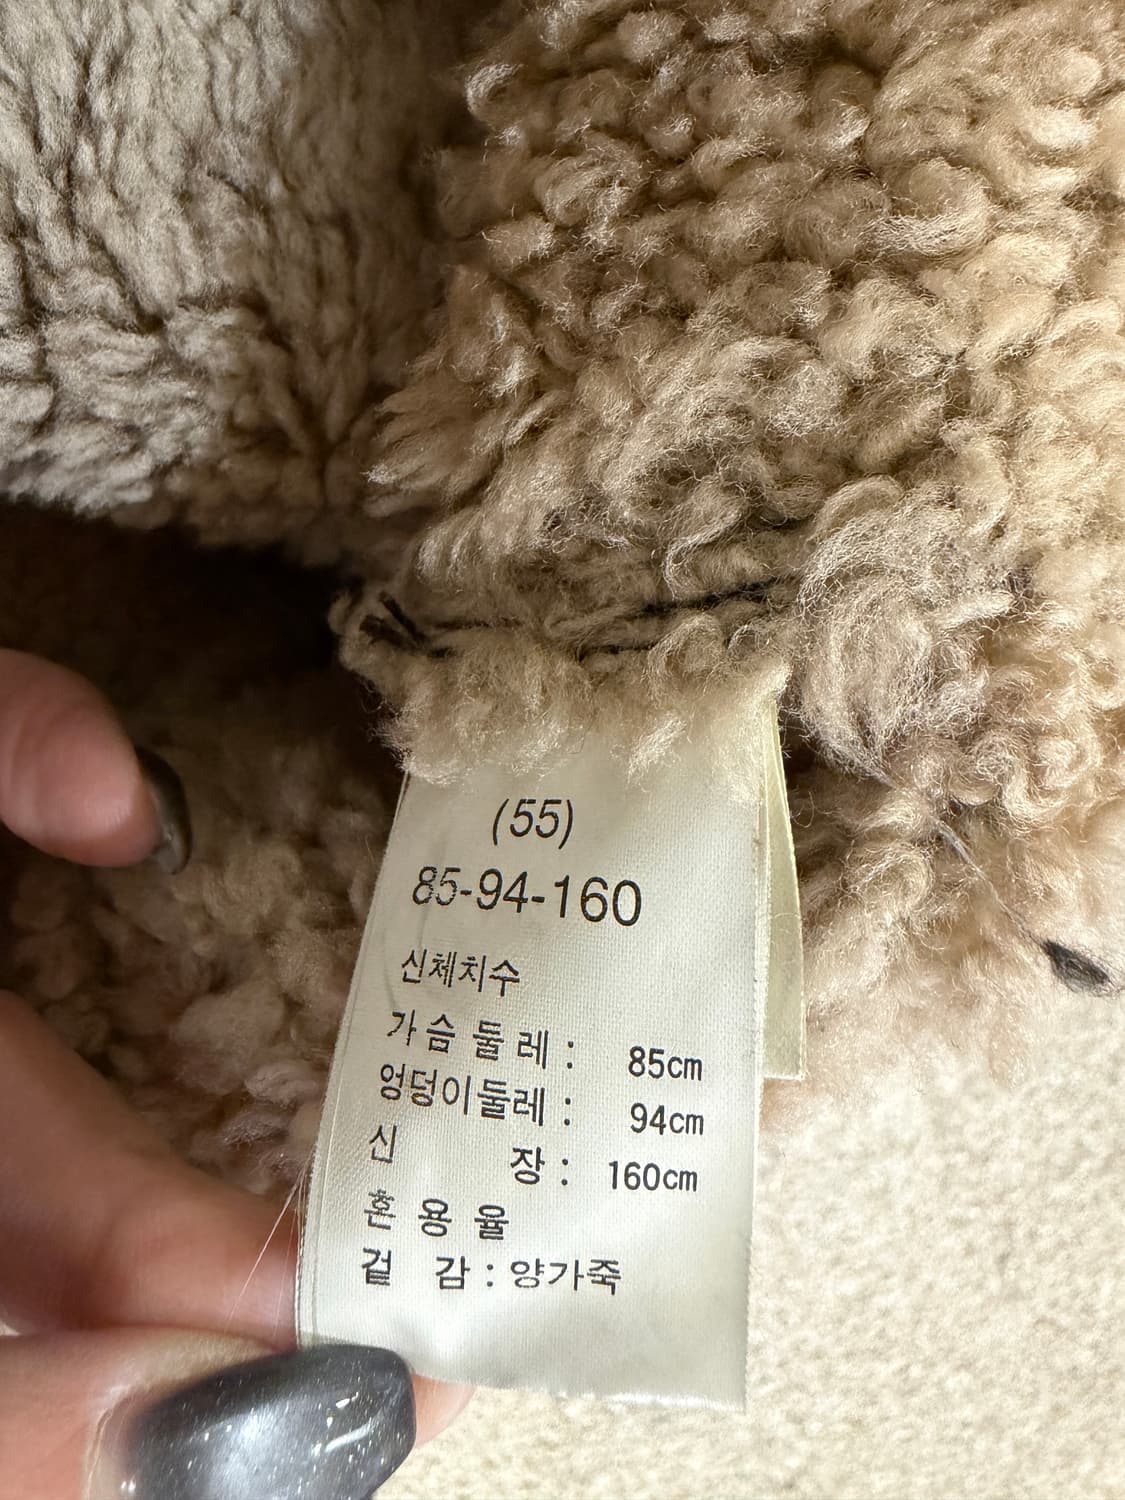 (55)
85-94-160
신체치수
가슴둘레 : 85cm
엉덩이둘레 : 94cm
신 장 : 160cm
혼 용 율
겉 감 : 양가죽